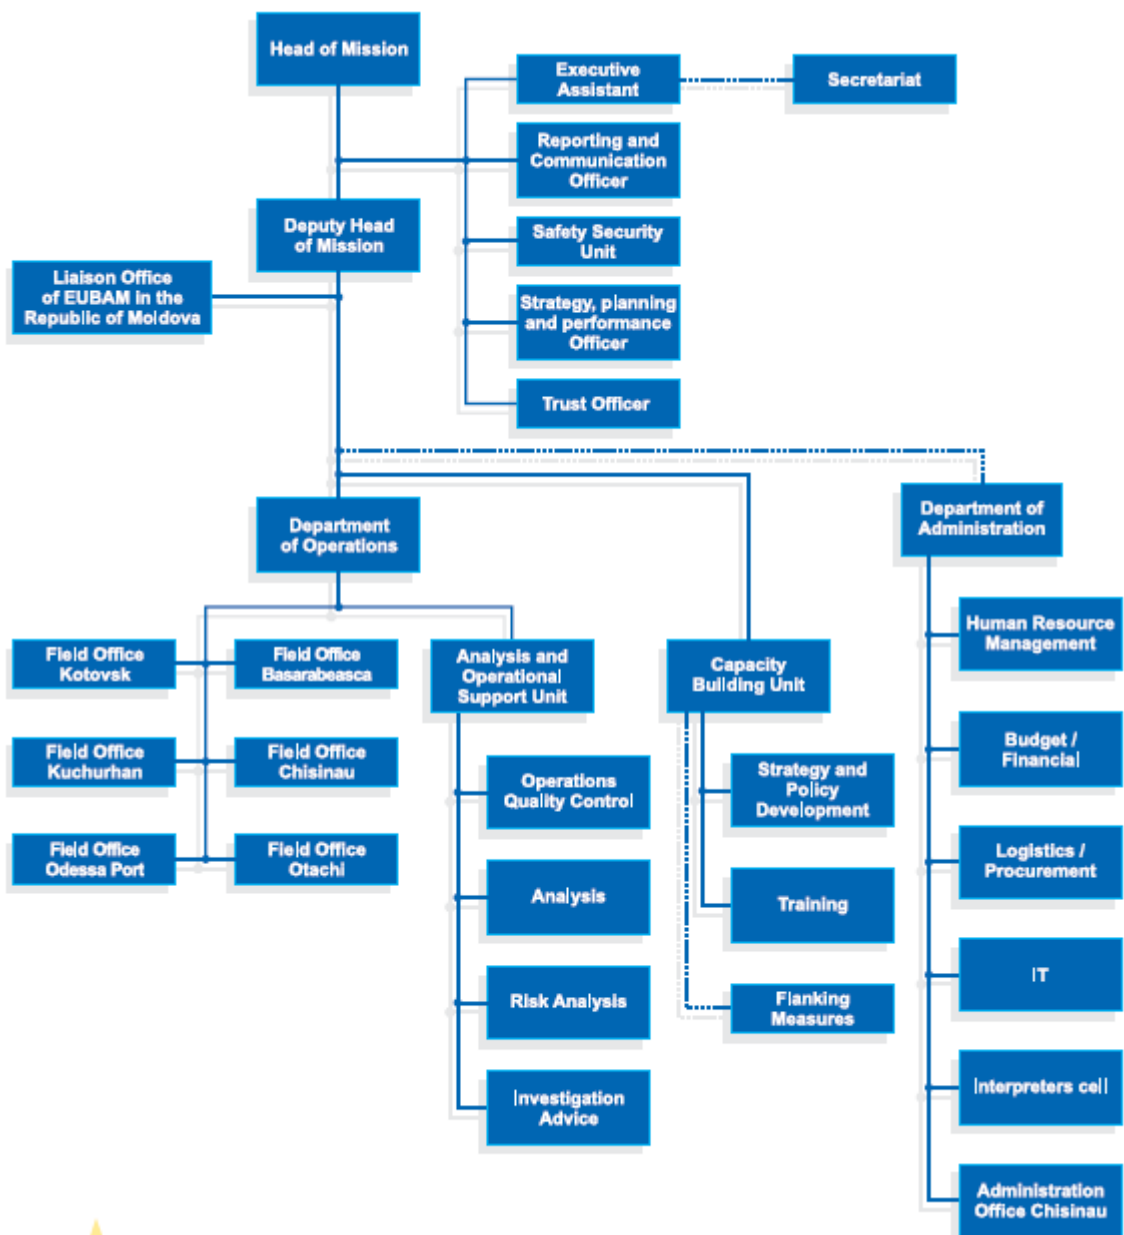 Head of Mission
Executive
Assistant
Secretariat
Reporting and
Communication
Officer
Deputy Head
of Mission
Safety Security
Unit
Liaison Office
of EUBAM in the
Republic of Moldova
Strategy, planning
and performance
Officer
Trust Officer
Department
of Operations
Department of
Administration
Field Office
Kotovsk
Field Office
Basarabeasca
Analysis and
Operational
Support Unit
Capacity
Building Unit
Human Resource
Management
Field Office
Kuchurhan
Field Office
Chisinau
Operations
Quality Control
Strategy and
Policy
Development
Budget /
Financial
Field Office
Odessa Port
Field Office
Otachi
Analysis
Training
Logistics /
Procurement
Risk Analysis
Flanking
Measures
IT
Investigation
Advice
Interpreters cell
Administration
Office Chisinau